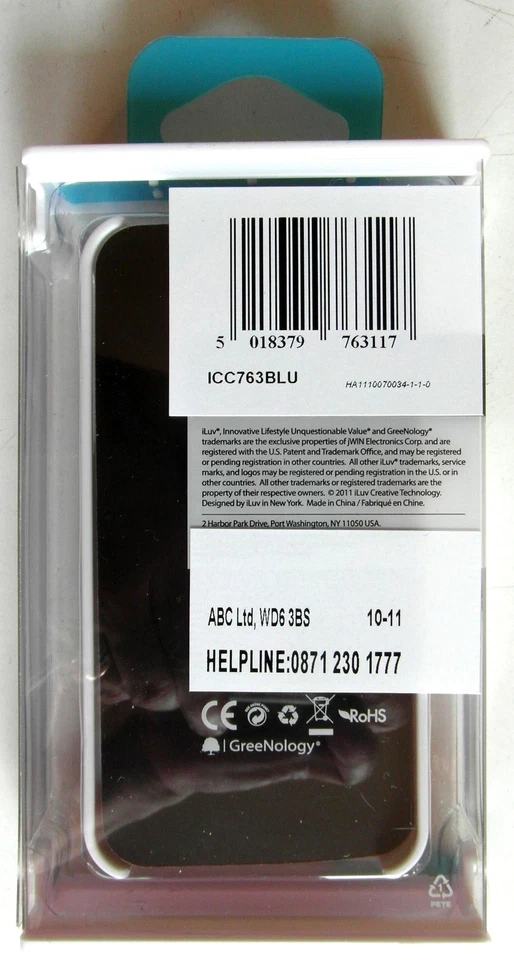 5 018379 763117
ICC763BLU HA1110070034-1-1-0
iLuv®, Innovative Lifestyle Unquestionable Value® and GreeNology®
trademarks are the exclusive properties of jWIN Electronics Corp. and are
registered with the U.S. Patent and Trademark Office, and may be registered
or pending registration in other countries. All other iLuv® trademarks, service
marks, and logos may be registered or pending registration in the U.S. or in
other countries. All other trademarks or registered trademarks are the
property of their respective owners. © 2011 iLuv Creative Technology.
Designed by iLuv in New York. Made in China / Fabriqué en Chine.
2 Harbor Park Drive, Port Washington, NY 11050 USA.
ABC Ltd, WD6 3BS 10-11
HELPLINE:0871 230 1777
CE RoHS
GreeNology®
1
PETE